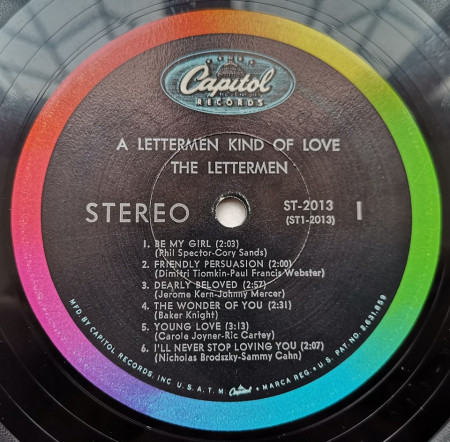 Capitol
RECORDS
A LETTERMEN KIND OF LOVE
THE LETTERMEN
STEREO
ST-2013
(ST1-2013)
1
1. BE MY GIRL (2:03)
(Phil Spector-Cory Sands)
2. FRIENDLY PERSUASION (2:00)
(Dimitri Tiomkin-Paul Francis Webster)
3. DEARLY BELOVED (2:57)
(Jerome Kern-Johnny Mercer)
4. THE WONDER OF YOU (2:31)
(Baker Knight)
5. YOUNG LOVE (3:13)
(Carole Joyner-Ric Cartey)
6. I'LL NEVER STOP LOVING YOU (2:07)
(Nicholas Brodszky-Sammy Cahn)
MFD. BY CAPITOL RECORDS, INC. U.S.A. T.M. Capitol • MARCA REG. • U.S. PAT. NO. 2,631,859